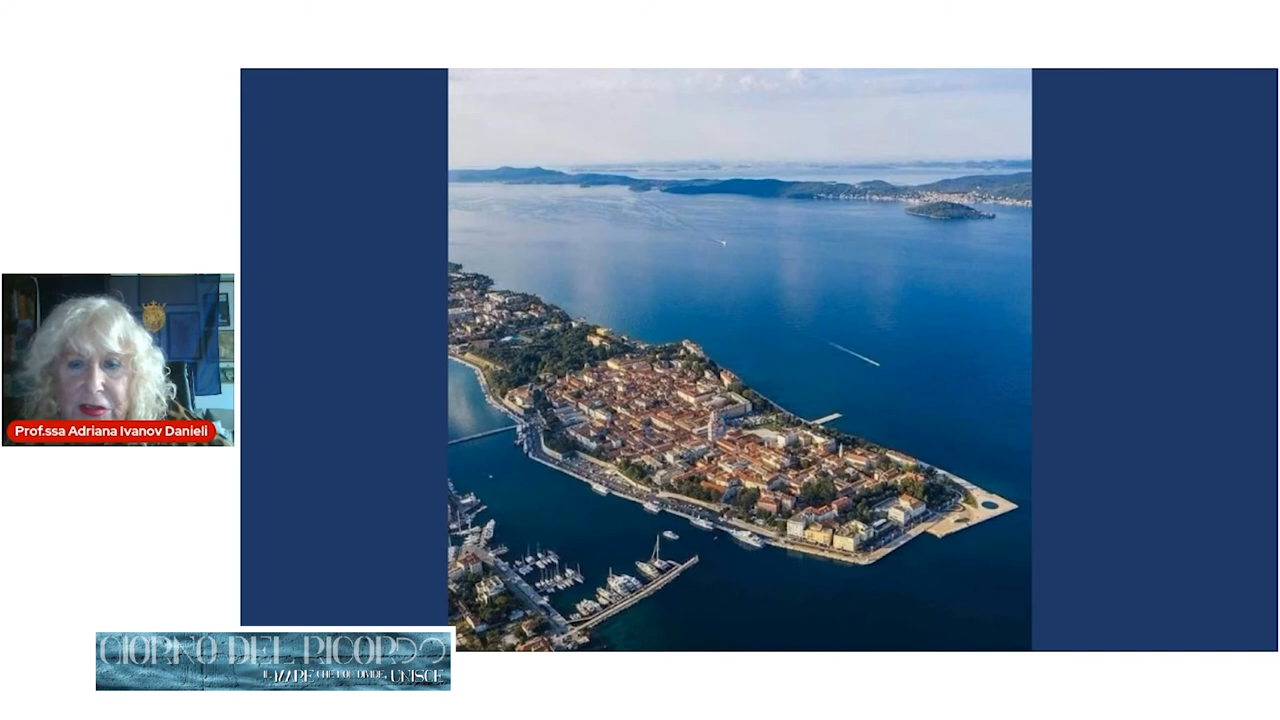 Prof.ssa Adriana Ivanov Danieli
GIORNO DEL RICORDO
IL MARE CHE NON DIVIDE, UNISCE